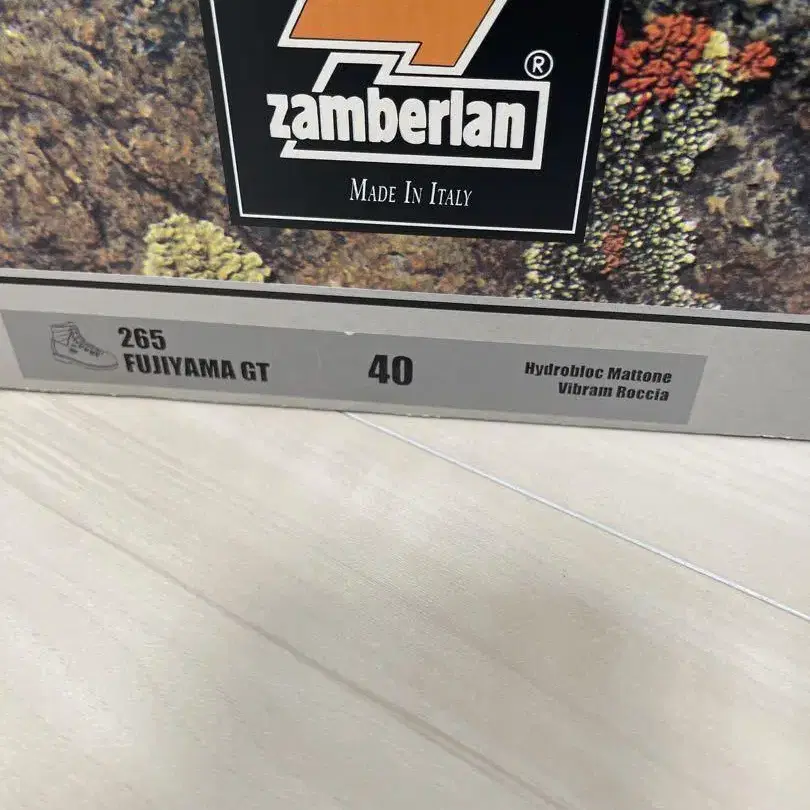 ®
zamberlan
MADE IN ITALY
265
FUJIYAMA GT
40
Hydrobloc Mattone
Vibram Roccia